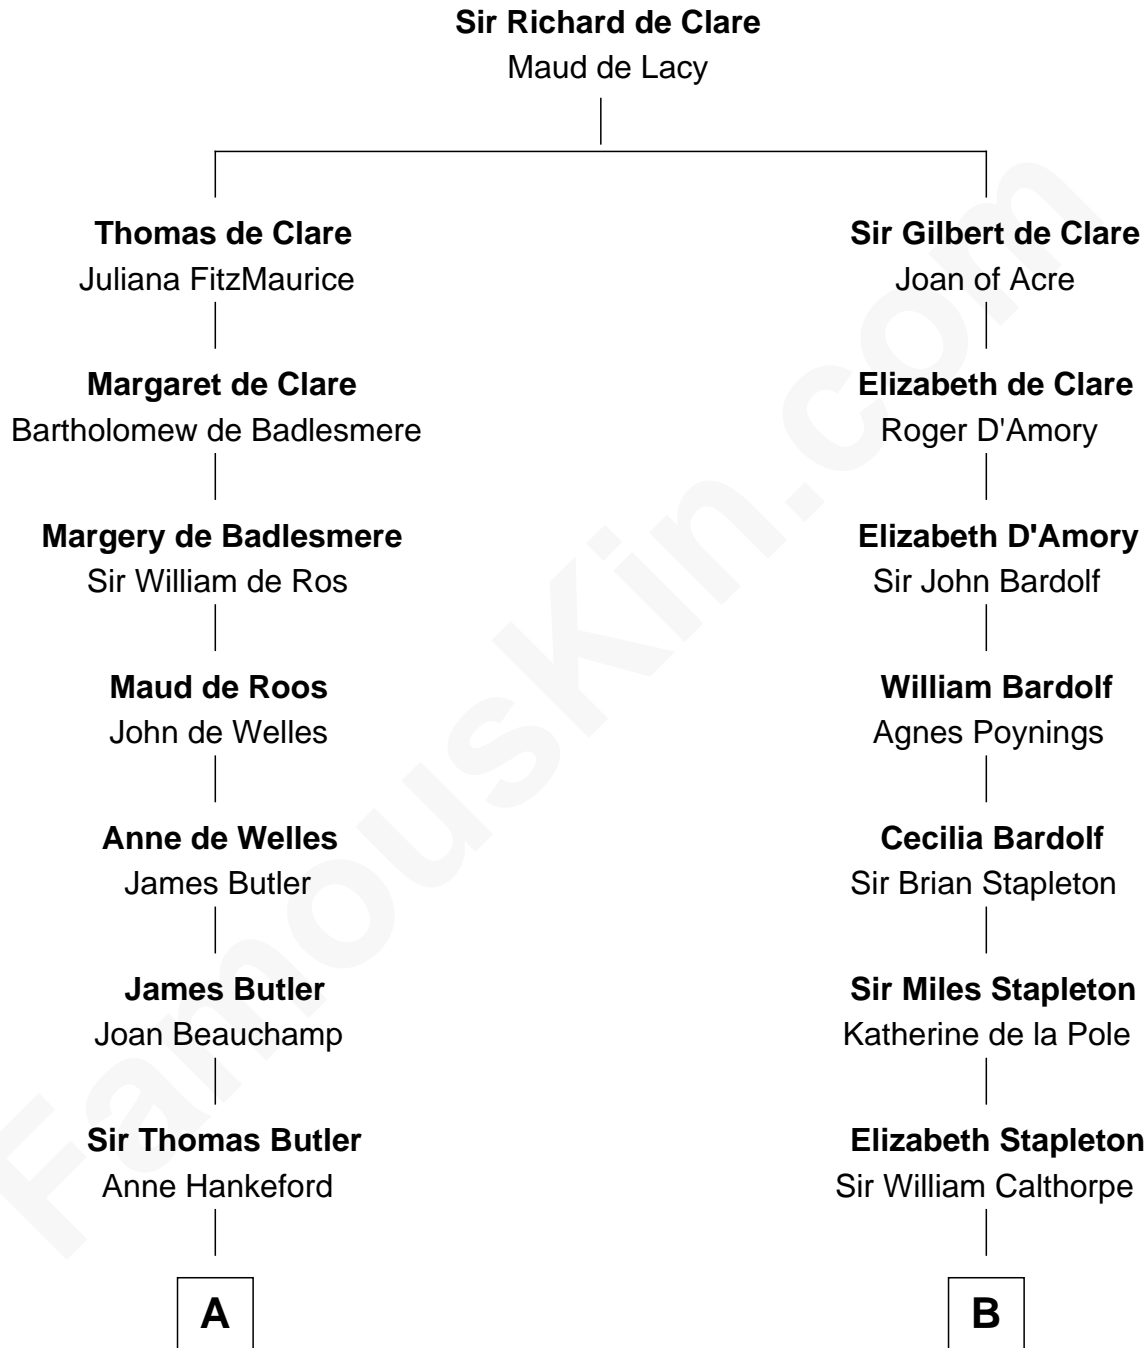 Sir Richard de Clare
Maud de Lacy
Thomas de Clare
Juliana FitzMaurice
Margaret de Clare
Bartholomew de Badlesmere
Margery de Badlesmere
Sir William de Ros
Maud de Roos
John de Welles
Anne de Welles
James Butler
James Butler
Joan Beauchamp
Sir Thomas Butler
Anne Hankeford
A
Sir Gilbert de Clare
Joan of Acre
Elizabeth de Clare
Roger D'Amory
Elizabeth D'Amory
Sir John Bardolf
William Bardolf
Agnes Poynings
Cecilia Bardolf
Sir Brian Stapleton
Sir Miles Stapleton
Katherine de la Pole
Elizabeth Stapleton
Sir William Calthorpe
B
FamousKin.com